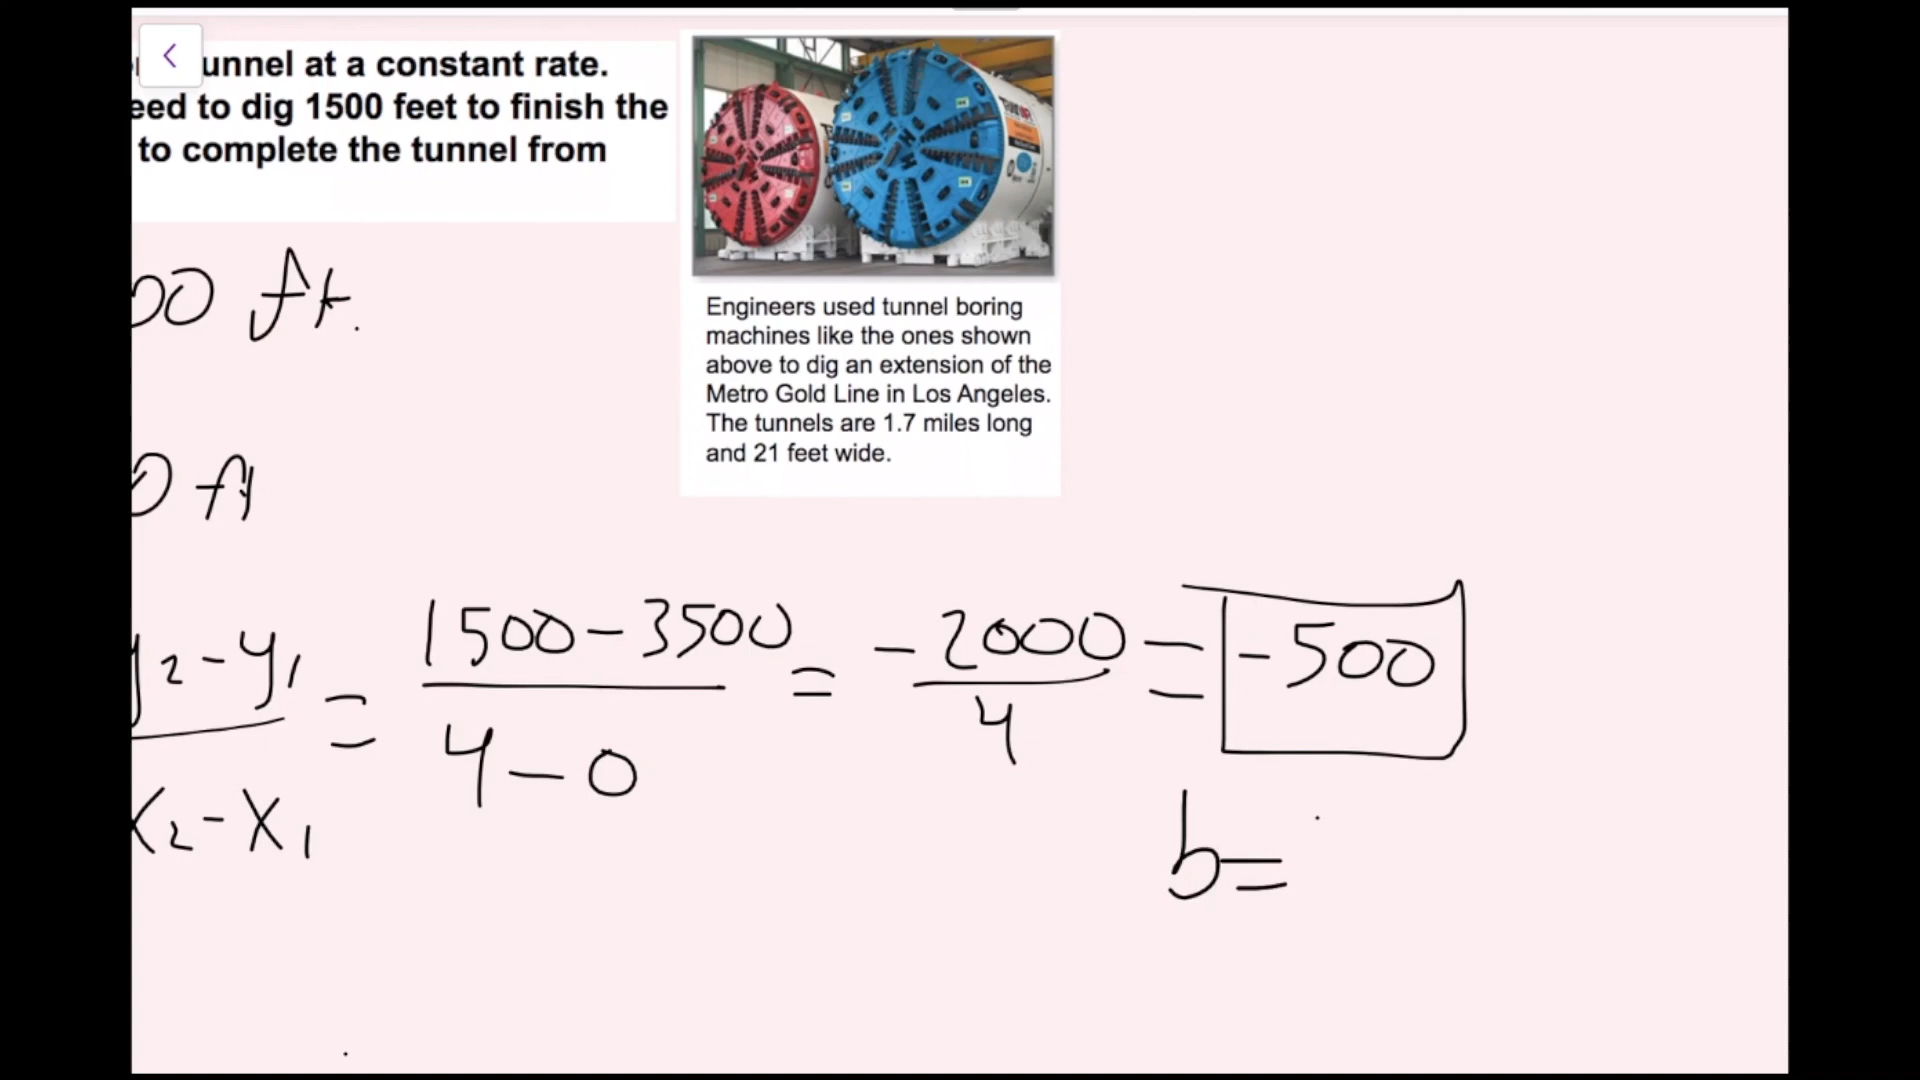 unnel at a constant rate.
eed to dig 1500 feet to finish the
to complete the tunnel from
00 ft.
0 ft
Engineers used tunnel boring
machines like the ones shown
above to dig an extension of the
Metro Gold Line in Los Angeles.
The tunnels are 1.7 miles long
and 21 feet wide.
y2-y1 = 1500-3500 = -2000 = -500
x2-x1 4-0 4
b=